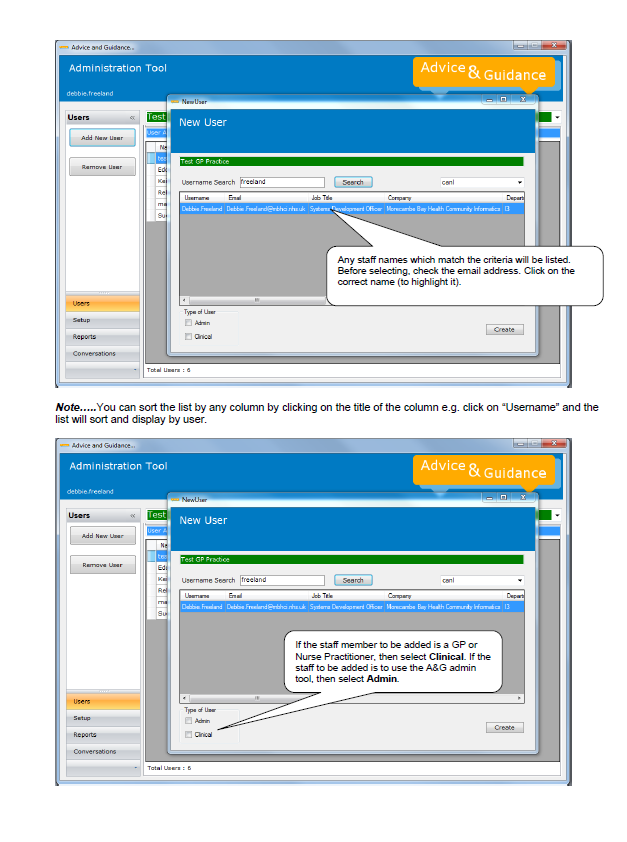 Advice and Guidance...
Administration Tool
Advice & Guidance
debbie.freeland
Users «
Add New User
Remove User
Users
Setup
Reports
Conversations
Test
User A
Na
tes
Edd
Total Users : 6
NewUser
New User
Test GP Practice
Username Search freeland Search canl
Username Email Job Title Company Depart
Debbie.Freeland Debbie.Freeland@mbhci.nhs.uk Systems Development Officer Morecambe Bay Health Community Informatics
Any staff names which match the criteria will be listed.
Before selecting, check the email address. Click on the
correct name (to highlight it).
Type of User
Admin
Clinical
Create
Note…..You can sort the list by any column by clicking on the title of the column e.g. click on “Username” and the
list will sort and display by user.
Advice and Guidance...
Administration Tool
Advice & Guidance
debbie.freeland
Users «
Add New User
Remove User
Users
Setup
Reports
Conversations
Test
User A
Na
tes
Edd
Total Users : 6
NewUser
New User
Test GP Practice
Username Search freeland Search canl
Username Email Job Title Company Depart
Debbie.Freeland Debbie.Freeland@mbhci.nhs.uk Systems Development Officer Morecambe Bay Health Community Informatics
If the staff member to be added is a GP or
Nurse Practitioner, then select Clinical. If the
staff to be added is to use the A&G admin
tool, then select Admin.
Type of User
Admin
Clinical
Create